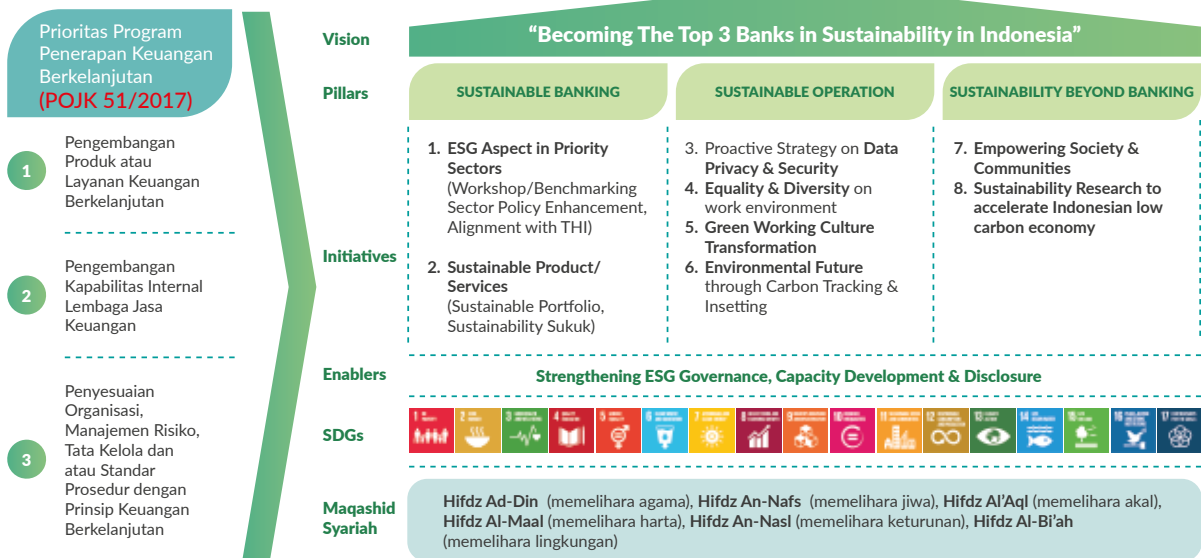 Prioritas Program
Penerapan Keuangan
Berkelanjutan
(POJK 51/2017)
1
Pengembangan
Produk atau
Layanan Keuangan
Berkelanjutan
2
Pengembangan
Kapabilitas Internal
Lembaga Jasa
Keuangan
3
Penyesuaian
Organisasi,
Manajemen Risiko,
Tata Kelola dan
atau Standar
Prosedur dengan
Prinsip Keuangan
Berkelanjutan
Vision
“Becoming The Top 3 Banks in Sustainability in Indonesia”
Pillars
SUSTAINABLE BANKING
SUSTAINABLE OPERATION
SUSTAINABILITY BEYOND BANKING
Initiatives
1. ESG Aspect in Priority
Sectors
(Workshop/Benchmarking
Sector Policy Enhancement,
Alignment with THI)
2. Sustainable Product/
Services
(Sustainable Portfolio,
Sustainability Sukuk)
3. Proactive Strategy on Data
Privacy & Security
4. Equality & Diversity on
work environment
5. Green Working Culture
Transformation
6. Environmental Future
through Carbon Tracking &
Insetting
7. Empowering Society &
Communities
8. Sustainability Research to
accelerate Indonesian low
carbon economy
Enablers
Strengthening ESG Governance, Capacity Development & Disclosure
SDGs
1 2 3 4 5 6 7 8 9 10 11 12 13 14 15 16 17
Maqashid
Syariah
Hifdz Ad-Din (memelihara agama), Hifdz An-Nafs (memelihara jiwa), Hifdz Al’Aql (memelihara akal),
Hifdz Al-Maal (memelihara harta), Hifdz An-Nasl (memelihara keturunan), Hifdz Al-Bi’ah
(memelihara lingkungan)